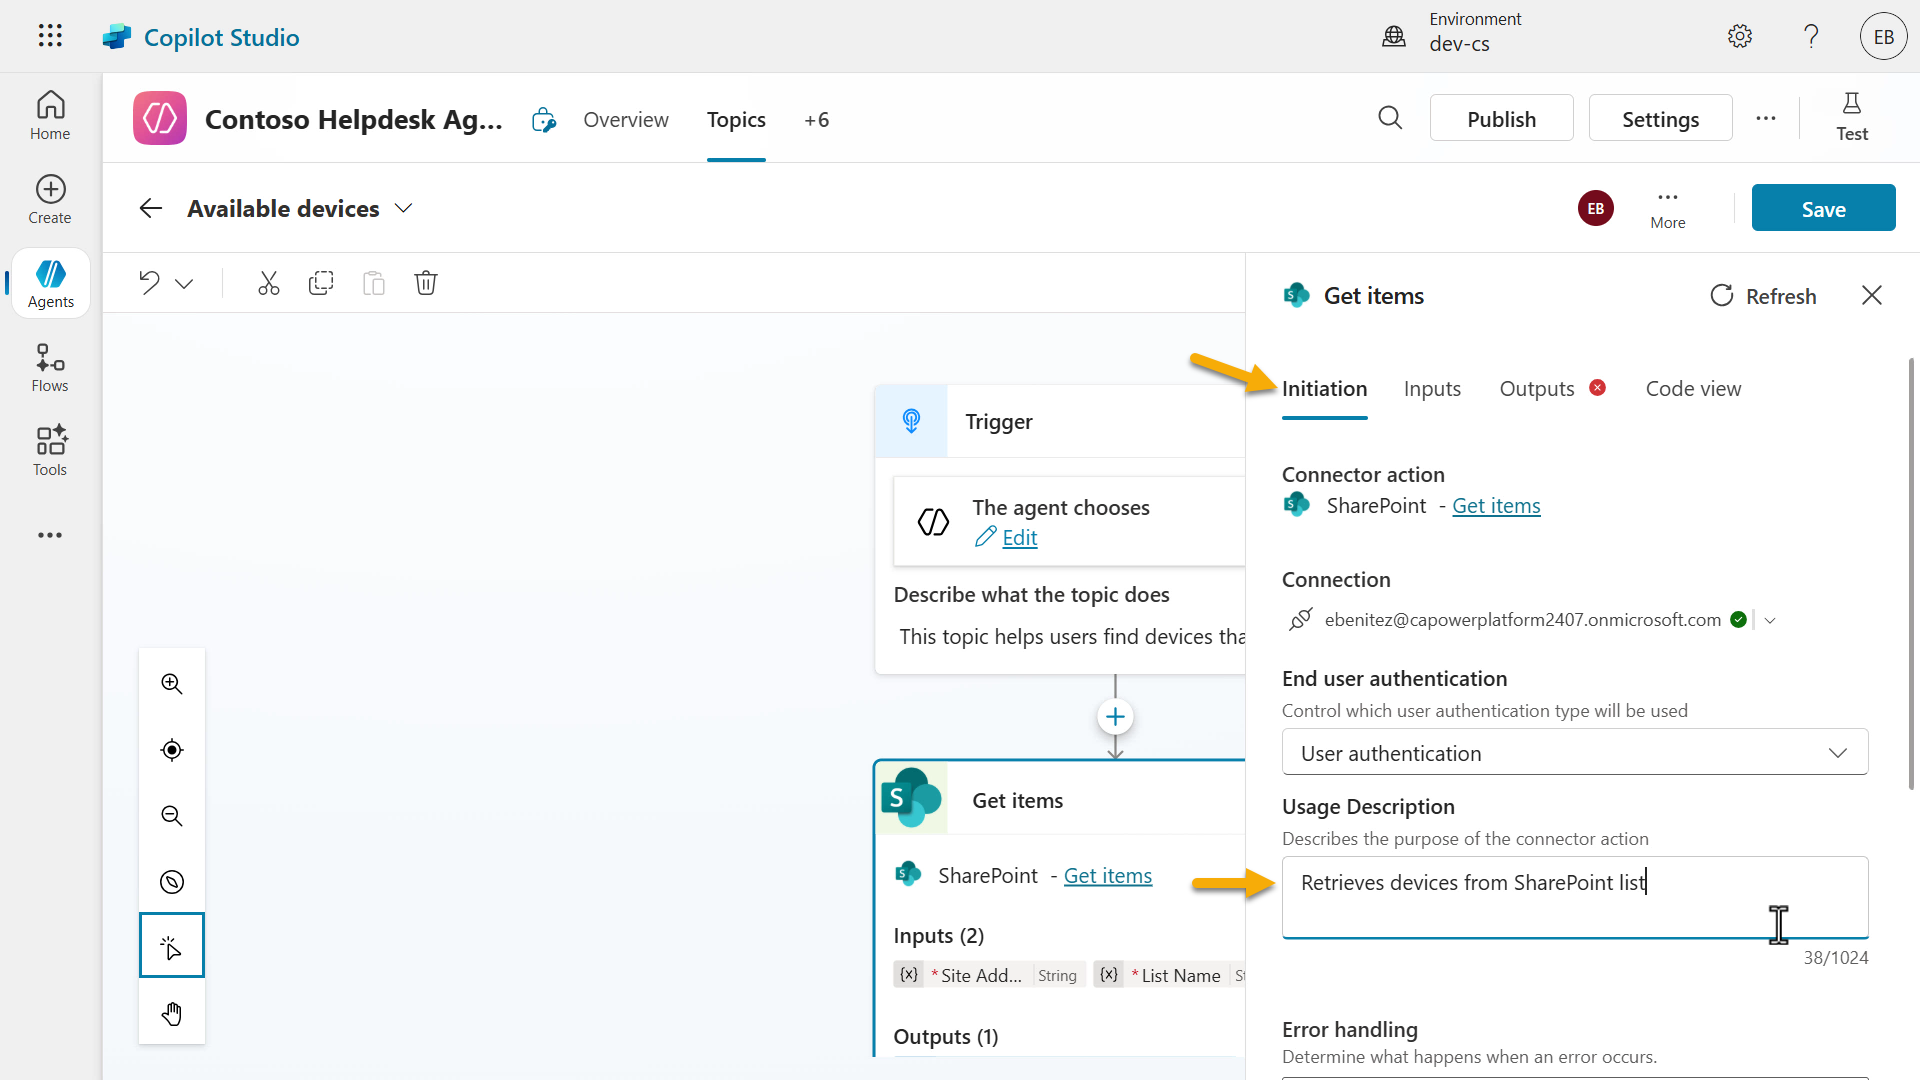 Copilot Studio
Environment
dev-cs
EB
Home
Create
Agents
Flows
Tools
Contoso Helpdesk Ag...
Overview
Topics
+6
Publish
Settings
Test
Available devices
EB
More
Save
Trigger
The agent chooses
Edit
Describe what the topic does
This topic helps users find devices tha
Get items
S
SharePoint - Get items
Inputs (2)
{x} *Site Add... String {x} *List Name St
Outputs (1)
Get items
Refresh
Initiation
Inputs
Outputs
Code view
Connector action
SharePoint - Get items
Connection
ebenitez@capowerplatform2407.onmicrosoft.com
End user authentication
Control which user authentication type will be used
User authentication
Usage Description
Describes the purpose of the connector action
Retrieves devices from SharePoint list
38/1024
Error handling
Determine what happens when an error occurs.